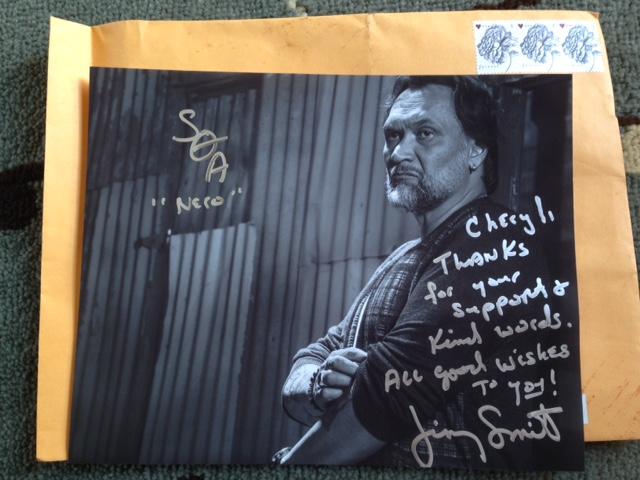 SOA
"NERO"
Cheryl,
THANKS
for your
support &
Kind words.
All good wishes
To you!
Jimmy Smits